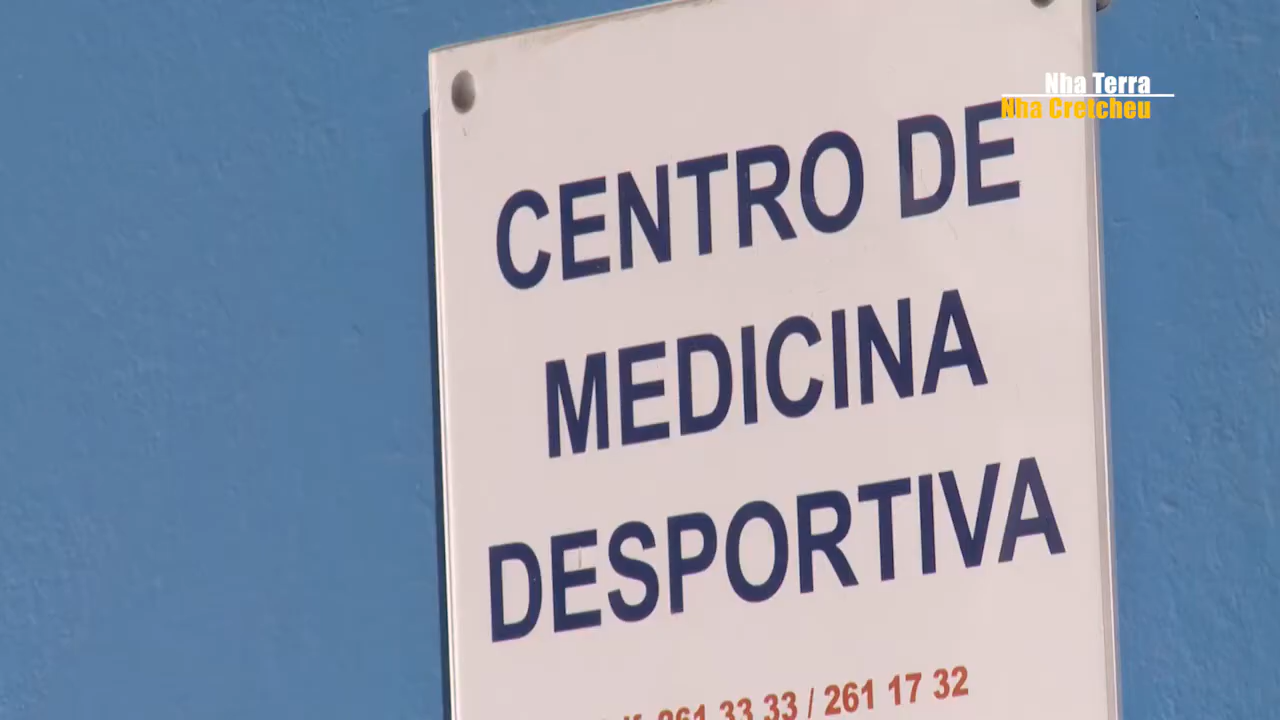 Nha Terra
Nha Cretcheu
CENTRO DE
MEDICINA
DESPORTIVA
261 33 33 / 261 17 32